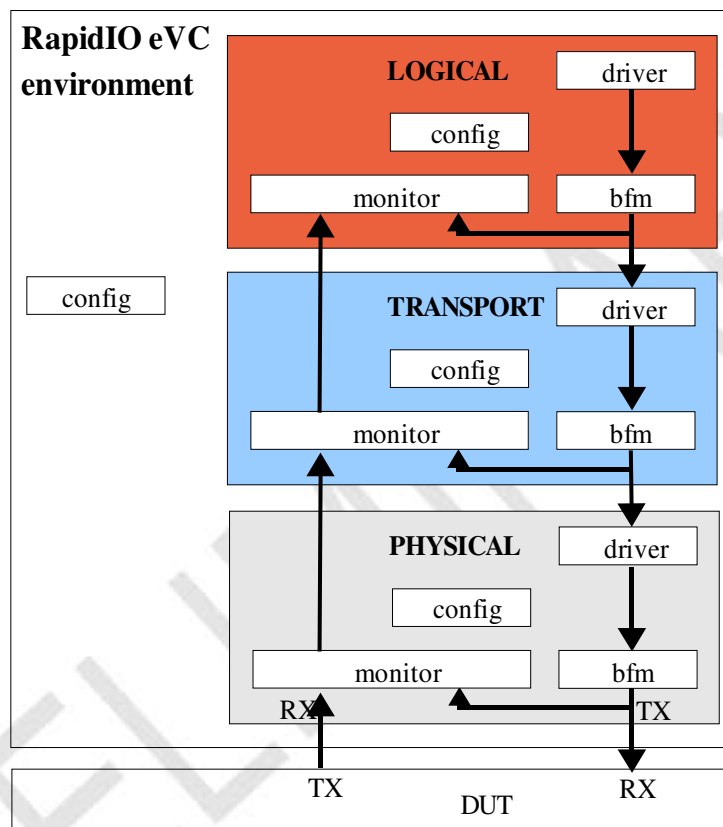 RapidIO eVC
environment
LOGICAL
driver
config
monitor
bfm
config
TRANSPORT
driver
config
monitor
bfm
PHYSICAL
driver
config
monitor
bfm
RX
TX
TX
RX
DUT